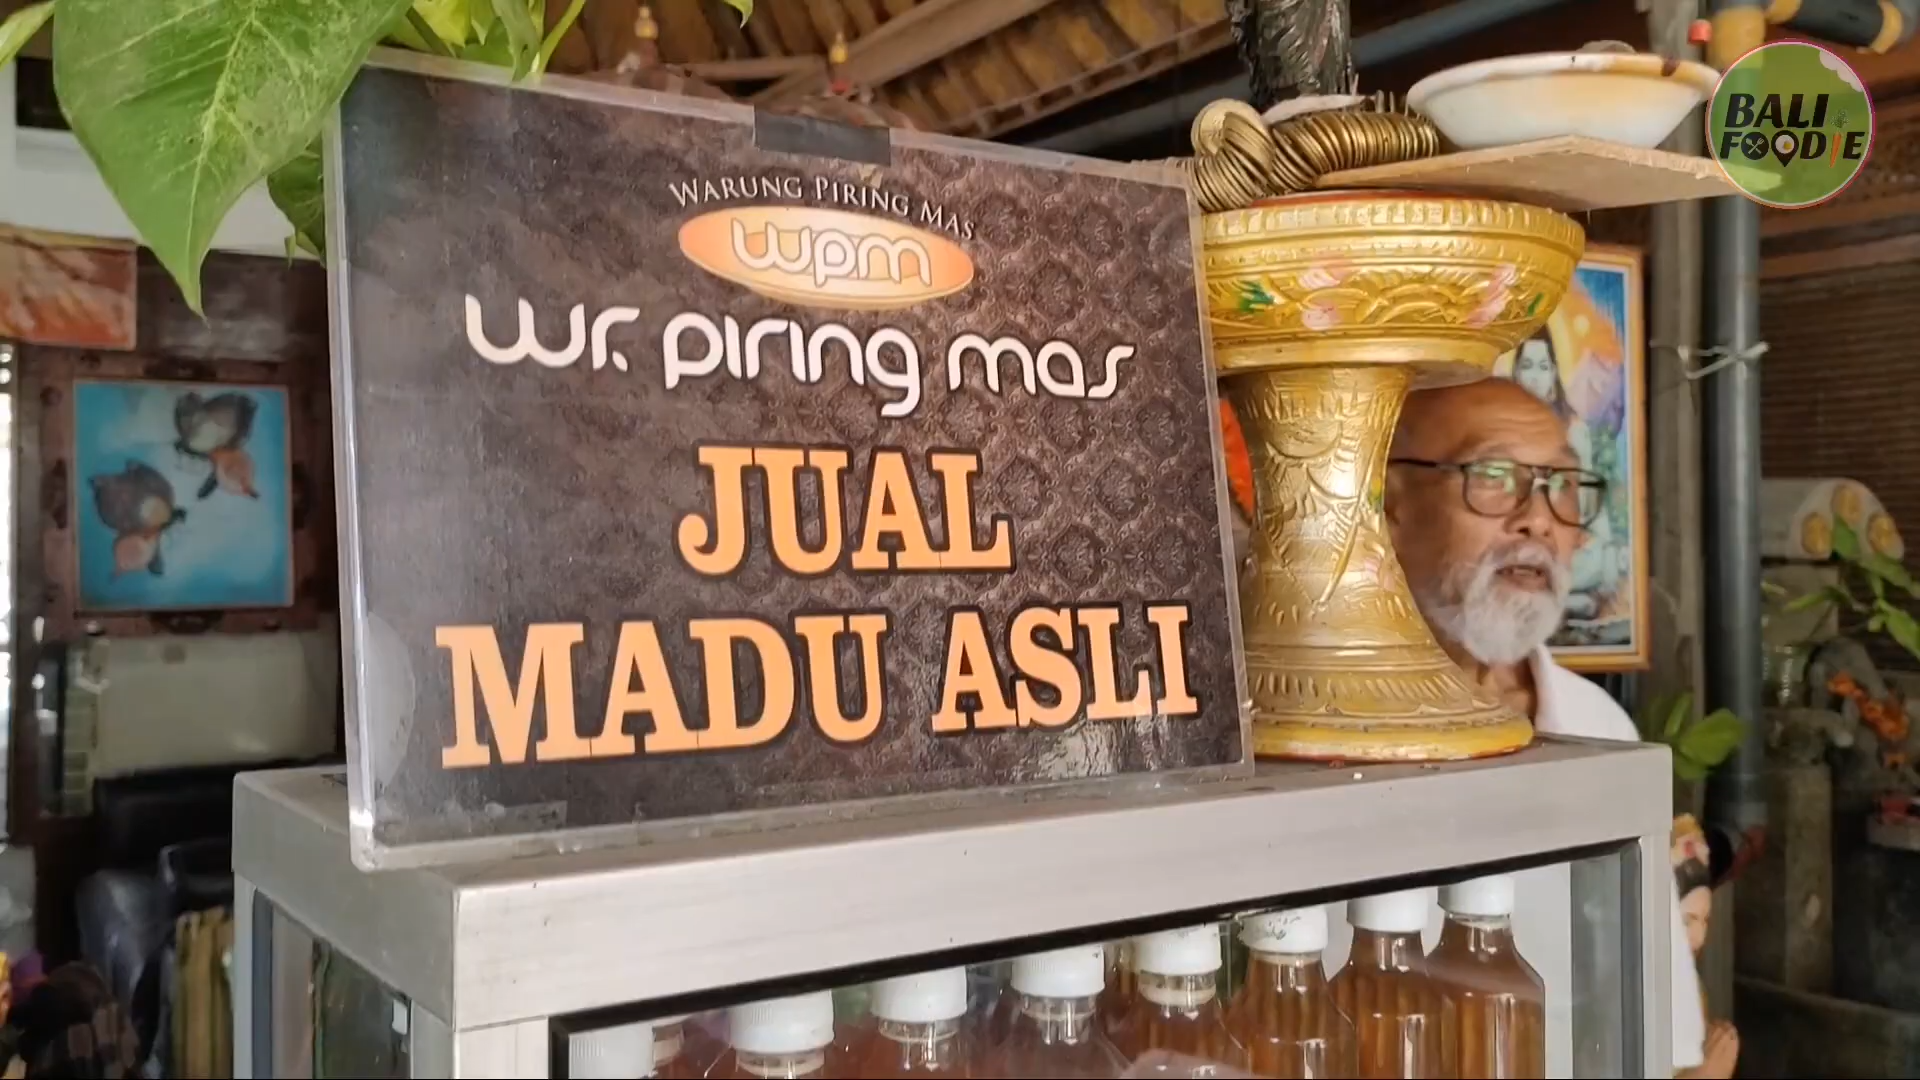 WARUNG PIRING MAS
wpm
wr. piring mas
JUAL
MADU ASLI
BALI
FOODIE